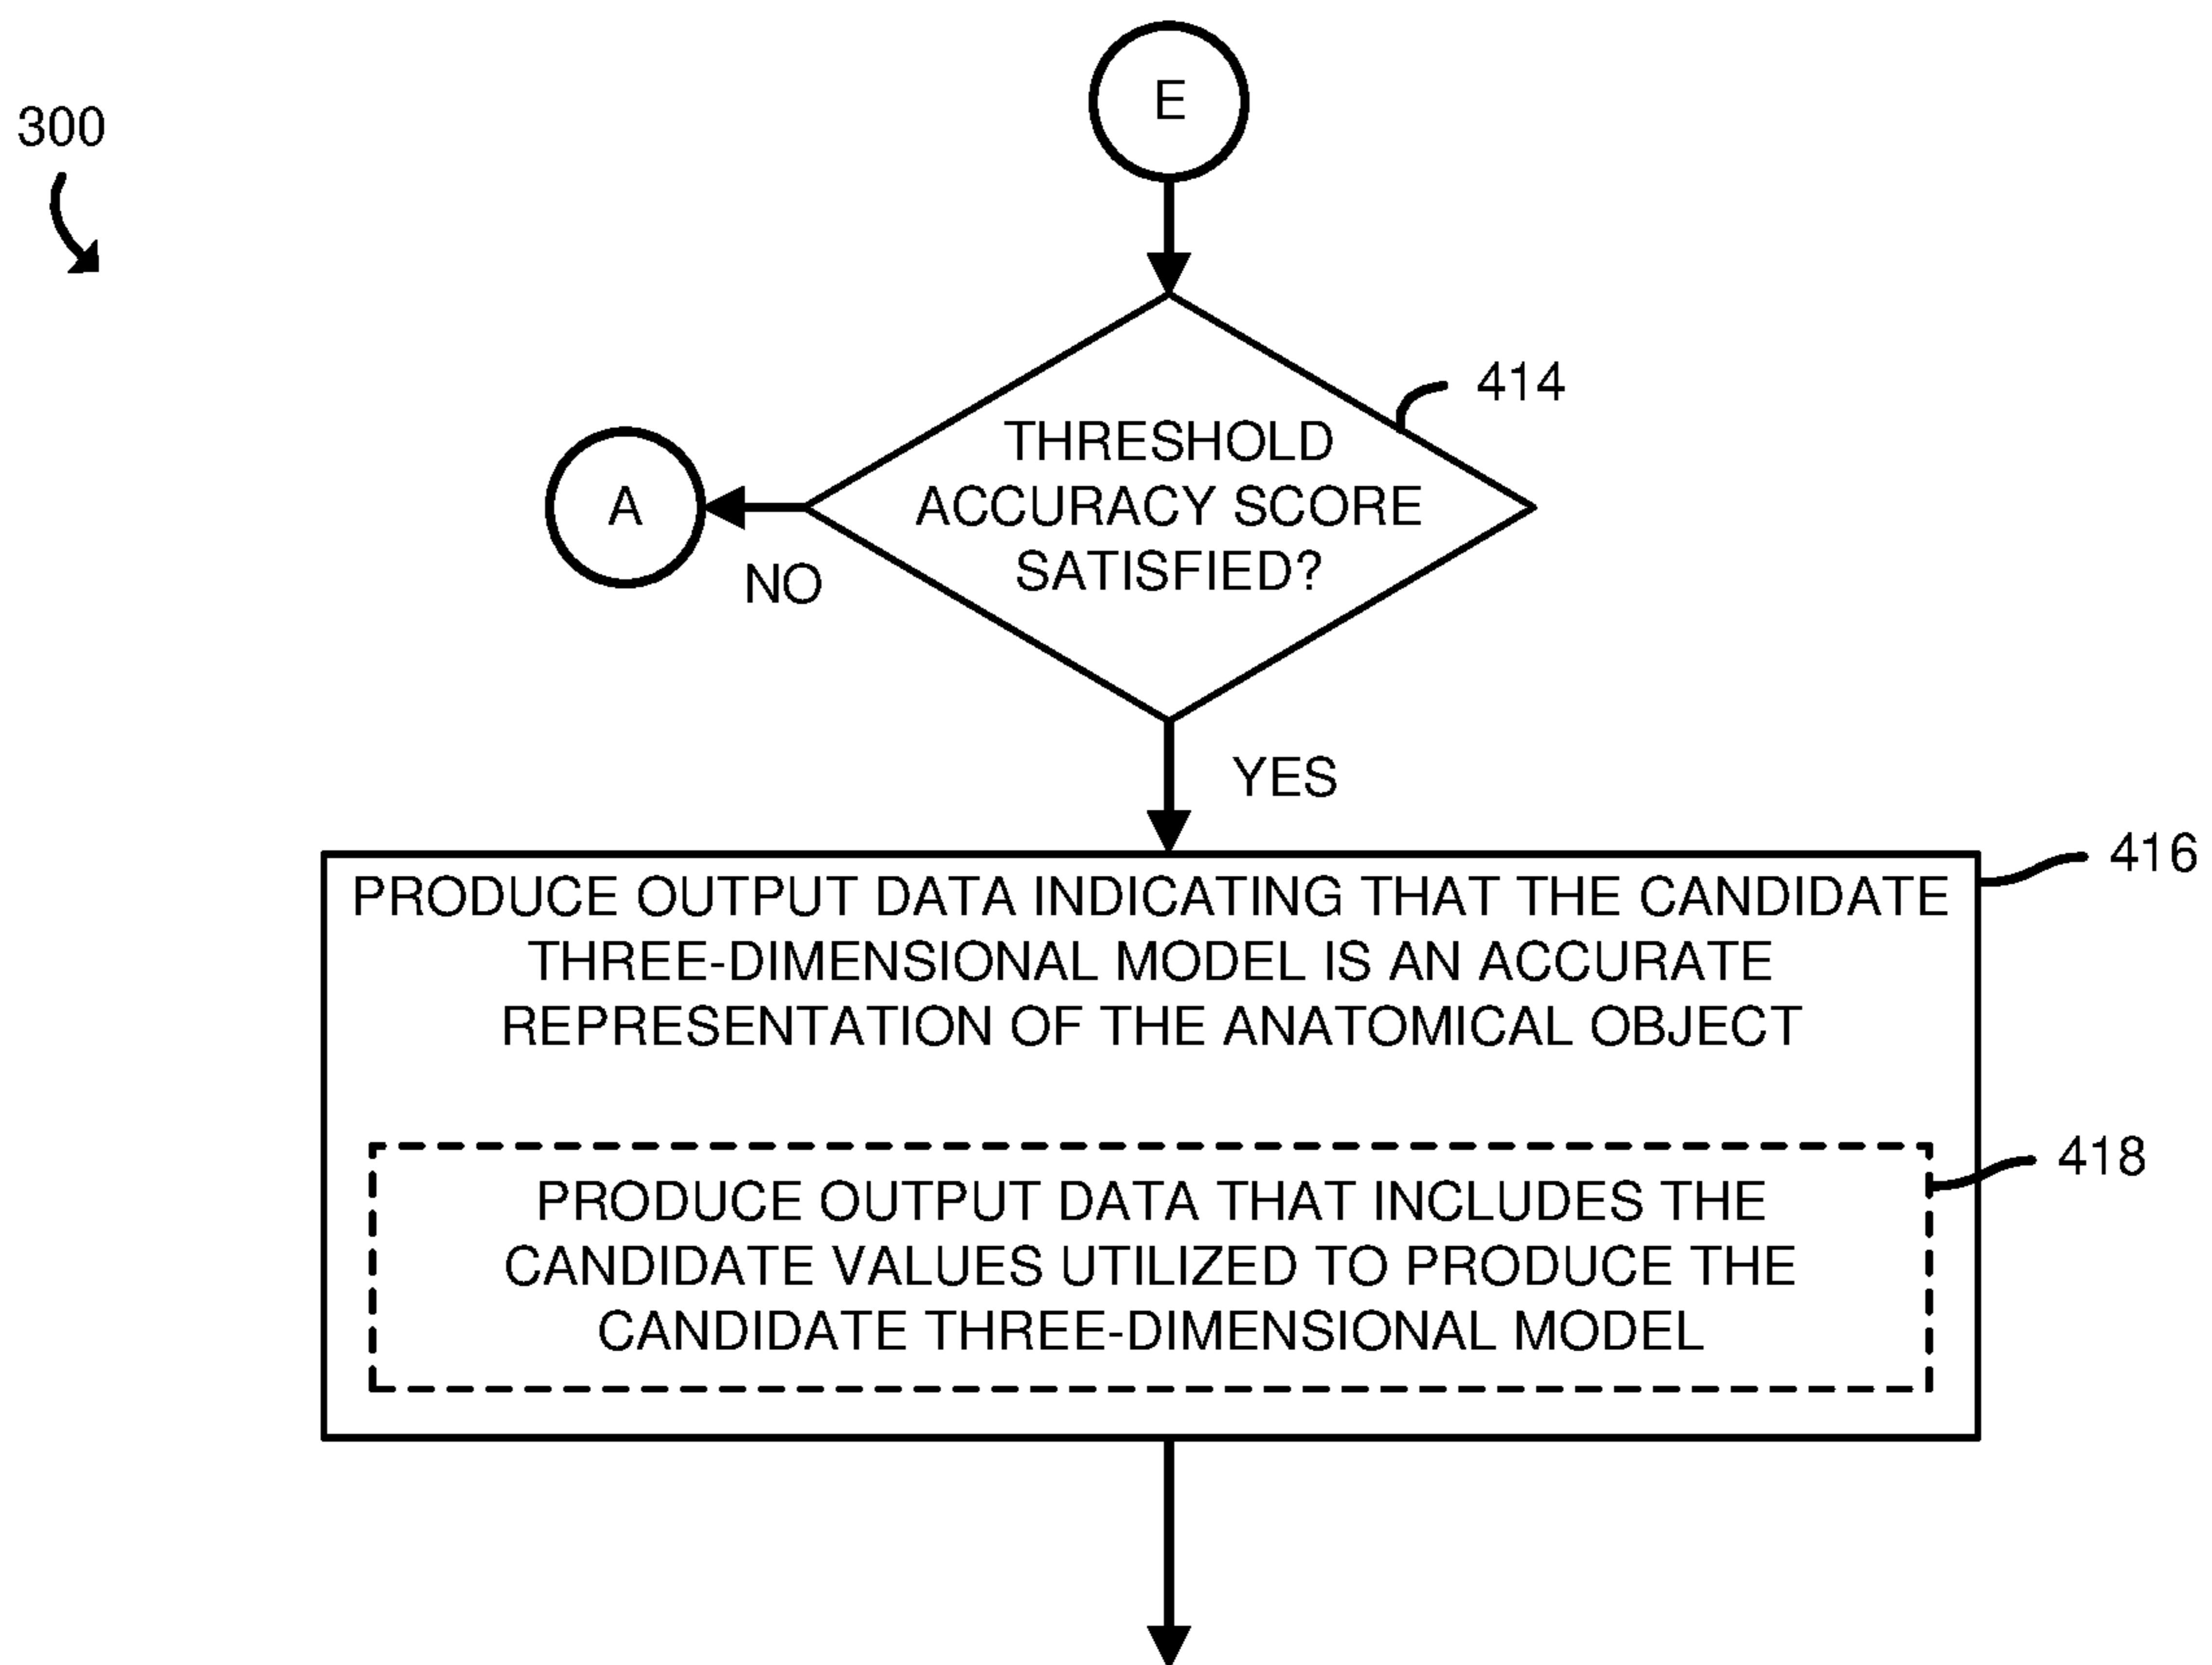 E
300
414
THRESHOLD
ACCURACY SCORE
SATISFIED?
A
NO
YES
416
PRODUCE OUTPUT DATA INDICATING THAT THE CANDIDATE
THREE-DIMENSIONAL MODEL IS AN ACCURATE
REPRESENTATION OF THE ANATOMICAL OBJECT
418
PRODUCE OUTPUT DATA THAT INCLUDES THE
CANDIDATE VALUES UTILIZED TO PRODUCE THE
CANDIDATE THREE-DIMENSIONAL MODEL